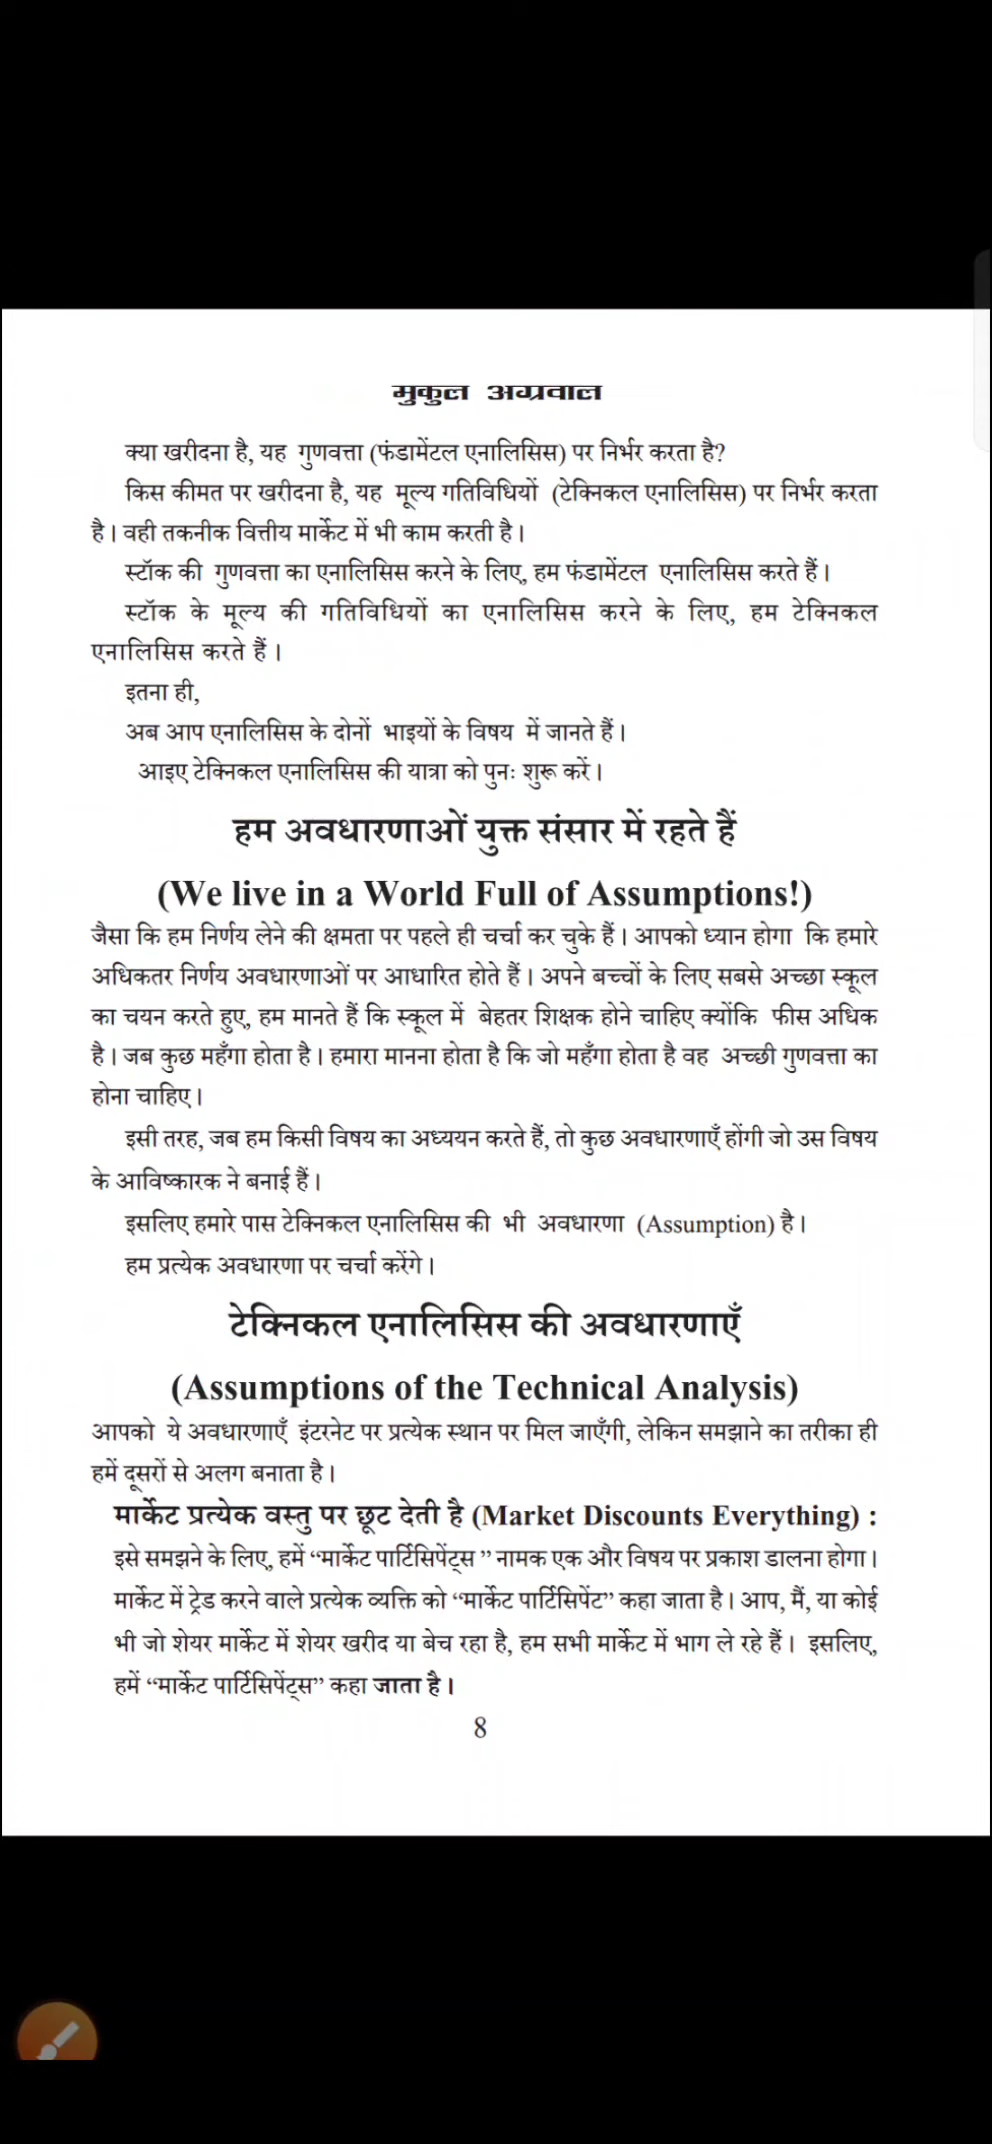 मुकुल अग्रवाल
क्या खरीदना है, यह गुणवत्ता (फंडामेंटल एनालिसिस) पर निर्भर करता है?
किस कीमत पर खरीदना है, यह मूल्य गतिविधियों (टेक्निकल एनालिसिस) पर निर्भर करता
है। वही तकनीक वित्तीय मार्केट में भी काम करती है।
स्टॉक की गुणवत्ता का एनालिसिस करने के लिए, हम फंडामेंटल एनालिसिस करते हैं।
स्टॉक के मूल्य की गतिविधियों का एनालिसिस करने के लिए, हम टेक्निकल
एनालिसिस करते हैं।
इतना ही,
अब आप एनालिसिस के दोनों भाइयों के विषय में जानते हैं।
आइए टेक्निकल एनालिसिस की यात्रा को पुनः शुरू करें।
हम अवधारणाओं युक्त संसार में रहते हैं
(We live in a World Full of Assumptions!)
जैसा कि हम निर्णय लेने की क्षमता पर पहले ही चर्चा कर चुके हैं। आपको ध्यान होगा कि हमारे
अधिकतर निर्णय अवधारणाओं पर आधारित होते हैं। अपने बच्चों के लिए सबसे अच्छा स्कूल
का चयन करते हुए, हम मानते हैं कि स्कूल में बेहतर शिक्षक होने चाहिए क्योंकि फीस अधिक
है। जब कुछ महँगा होता है। हमारा मानना होता है कि जो महँगा होता है वह अच्छी गुणवत्ता का
होना चाहिए।
इसी तरह, जब हम किसी विषय का अध्ययन करते हैं, तो कुछ अवधारणाएँ होंगी जो उस विषय
के आविष्कारक ने बनाई हैं।
इसलिए हमारे पास टेक्निकल एनालिसिस की भी अवधारणा (Assumption) है।
हम प्रत्येक अवधारणा पर चर्चा करेंगे।
टेक्निकल एनालिसिस की अवधारणाएँ
(Assumptions of the Technical Analysis)
आपको ये अवधारणाएँ इंटरनेट पर प्रत्येक स्थान पर मिल जाएँगी, लेकिन समझाने का तरीका ही
हमें दूसरों से अलग बनाता है।
मार्केट प्रत्येक वस्तु पर छूट देती है (Market Discounts Everything) :
इसे समझने के लिए, हमें “मार्केट पार्टिसिपेंट्स ” नामक एक और विषय पर प्रकाश डालना होगा।
मार्केट में ट्रेड करने वाले प्रत्येक व्यक्ति को “मार्केट पार्टिसिपेंट” कहा जाता है। आप, मैं, या कोई
भी जो शेयर मार्केट में शेयर खरीद या बेच रहा है, हम सभी मार्केट में भाग ले रहे हैं। इसलिए,
हमें “मार्केट पार्टिसिपेंट्स” कहा जाता है।
8